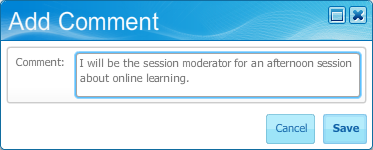 Add Comment
Comment: I will be the session moderator for an afternoon session
about online learning.
Cancel Save